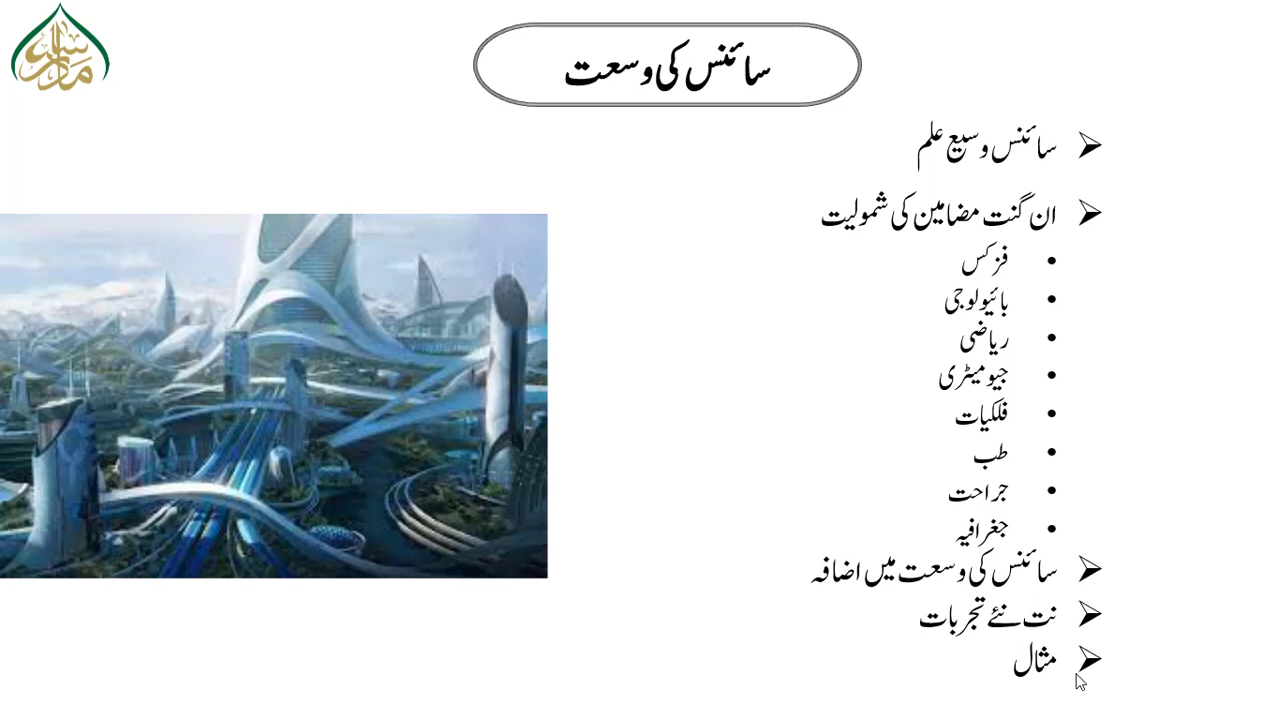 سائنس کی وسعت
سائنس وسیع علم
ان گنت مضامین کی شمولیت
فزکس
بائیولوجی
ریاضی
جیومیٹری
فلکیات
طب
جراحت
جغرافیہ
سائنس کی وسعت میں اضافہ
نت نئے تجربات
مثال